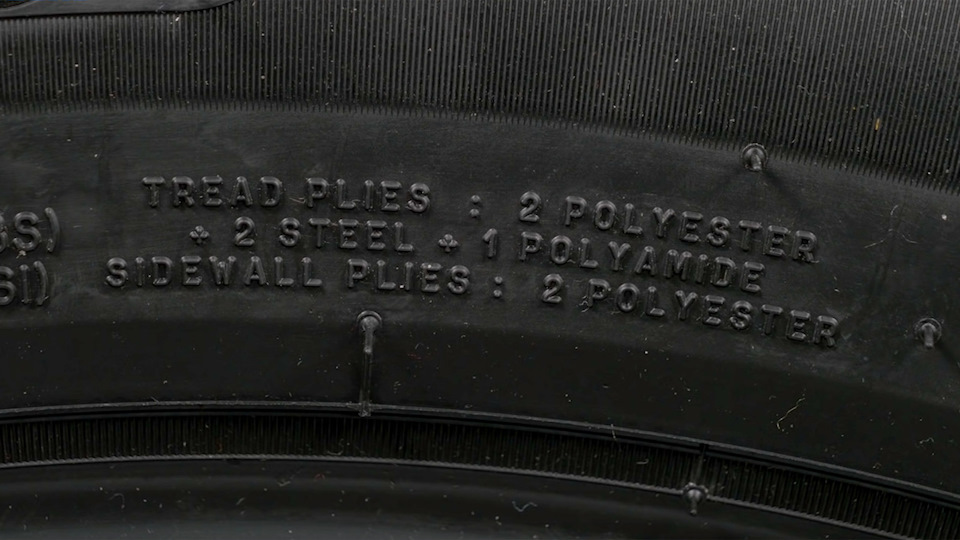 TREAD PLIES : 2 POLYESTER
+ 2 STEEL + 1 POLYAMIDE
SIDEWALL PLIES : 2 POLYESTER